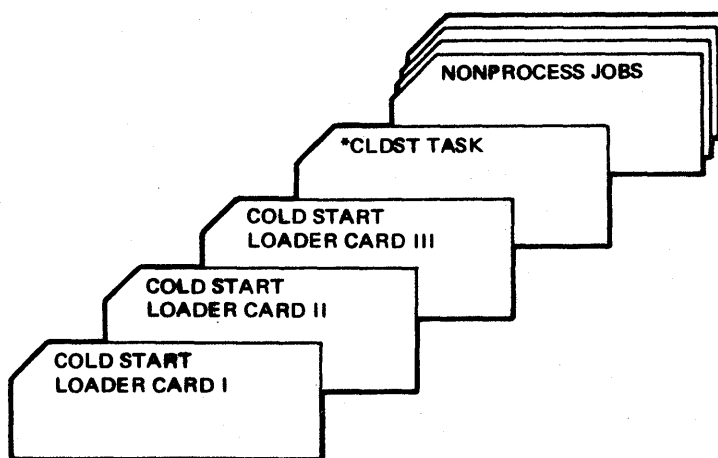 NONPROCESS JOBS
*CLDST TASK
COLD START
LOADER CARD III
COLD START
LOADER CARD II
COLD START
LOADER CARD I